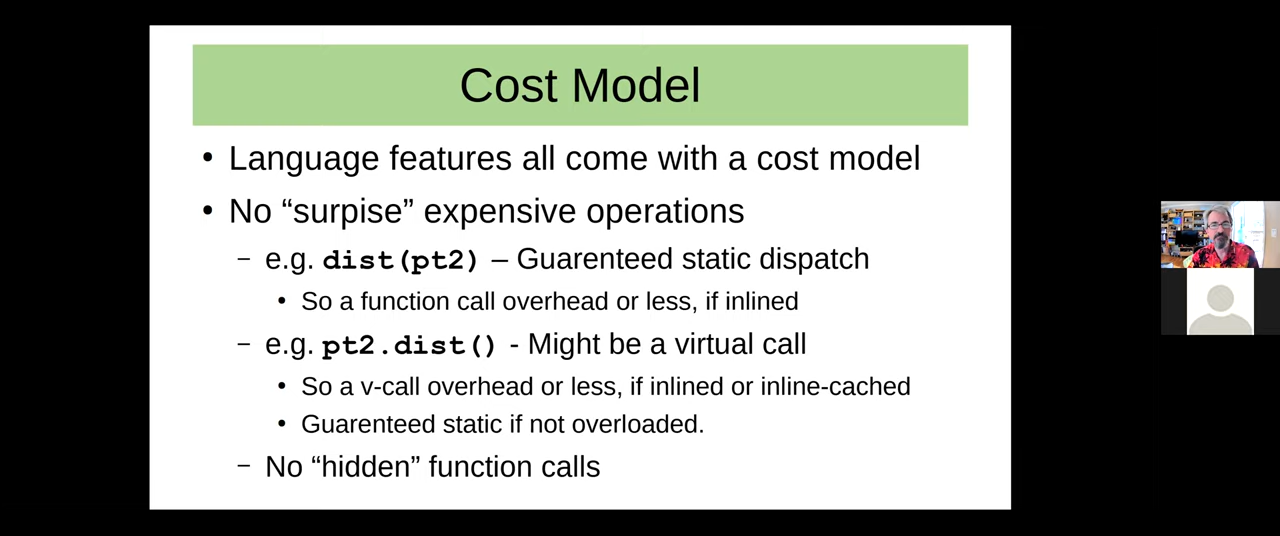 Cost Model
• Language features all come with a cost model
• No “surpise” expensive operations
– e.g. dist(pt2) – Guarenteed static dispatch
• So a function call overhead or less, if inlined
– e.g. pt2.dist() - Might be a virtual call
• So a v-call overhead or less, if inlined or inline-cached
• Guarenteed static if not overloaded.
– No “hidden” function calls